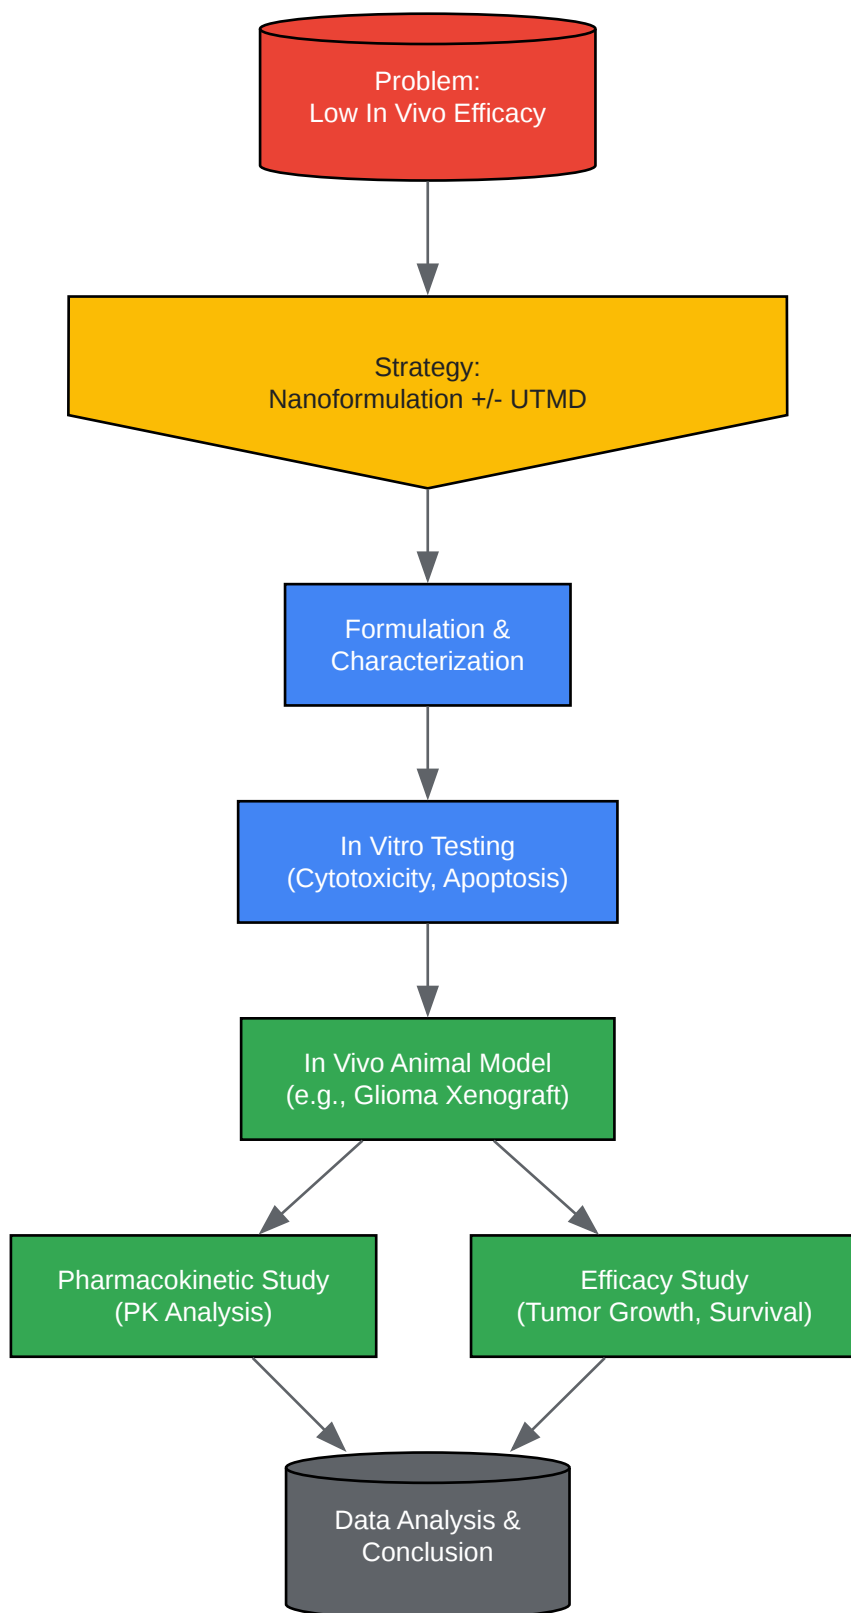 Problem:
Low In Vivo Efficacy
Strategy:
Nanoformulation +/- UTMD
Formulation &
Characterization
In Vitro Testing
(Cytotoxicity, Apoptosis)
In Vivo Animal Model
(e.g., Glioma Xenograft)
Pharmacokinetic Study
(PK Analysis)
Efficacy Study
(Tumor Growth, Survival)
Data Analysis &
Conclusion